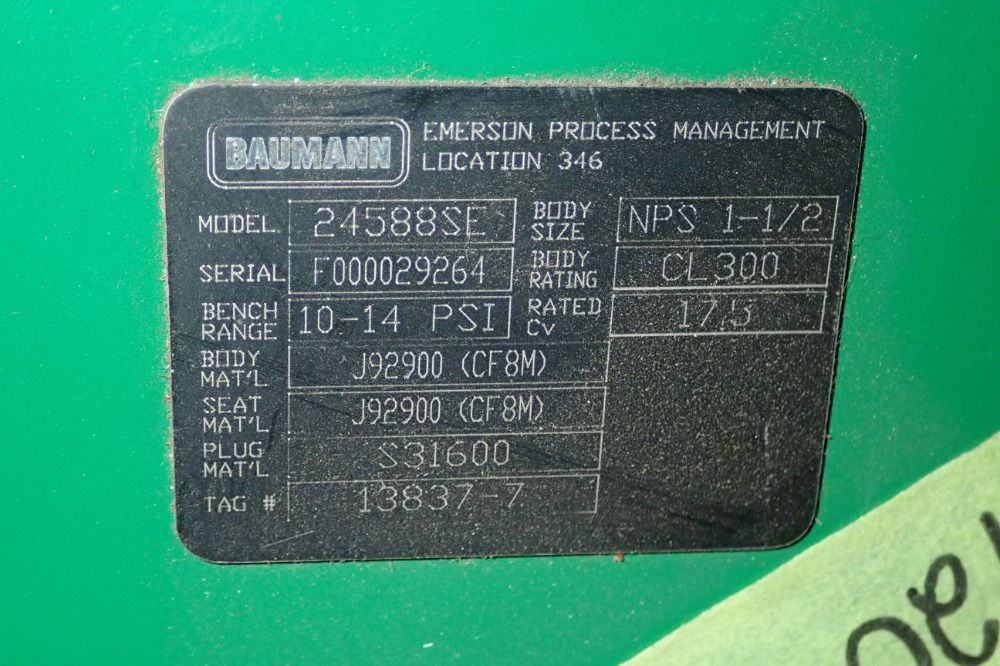 BAUMANN
EMERSON PROCESS MANAGEMENT
LOCATION 346
MODEL 24588SE BODY SIZE NPS 1-1/2
SERIAL F000029264 BODY RATING CL300
BENCH RANGE 10-14 PSI RATED Cv 17.5
BODY MAT'L J92900 (CF8M)
SEAT MAT'L J92900 (CF8M)
PLUG MAT'L S31600
TAG # 13837-7